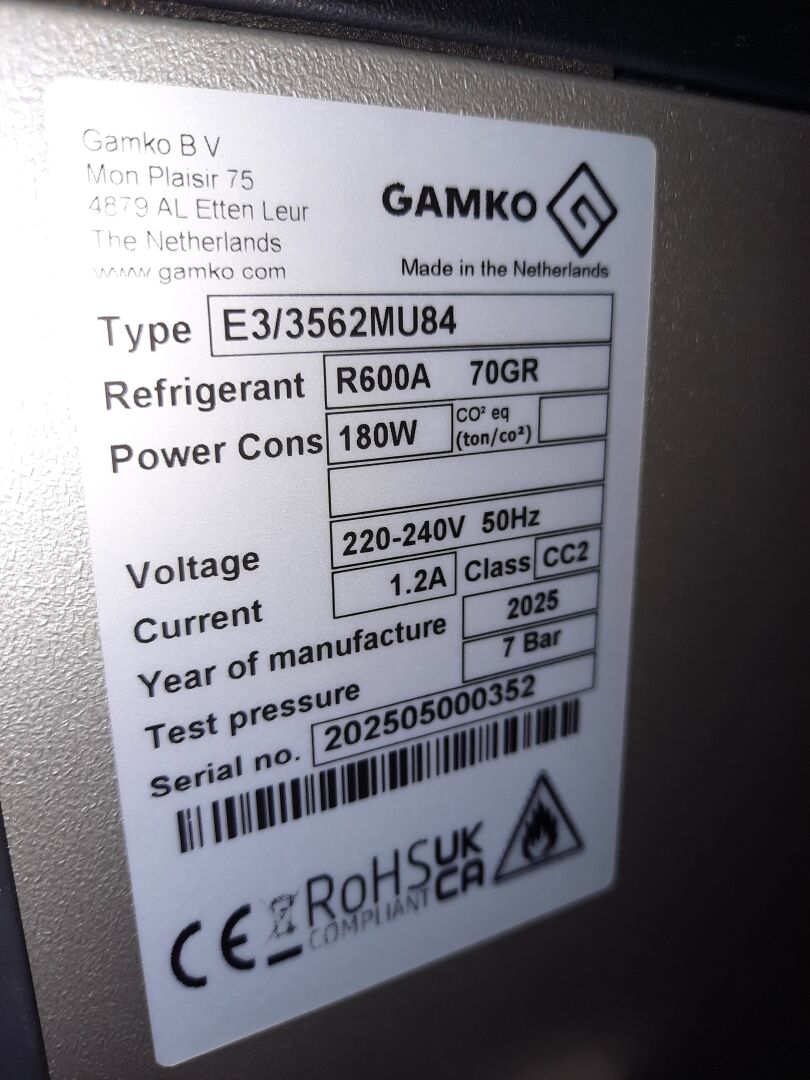 Gamko B V
Mon Plaisir 75
4879 AL Etten Leur
The Netherlands
www gamko com
GAMKO
Made in the Netherlands
Type E3/3562MU84
Refrigerant R600A 70GR
Power Cons 180W CO² eq (ton/co²)
Voltage 220-240V 50Hz
Current 1.2A Class CC2
Year of manufacture 2025
Test pressure 7 Bar
Serial no. 202505000352
CE RoHS COMPLIANT UK CA